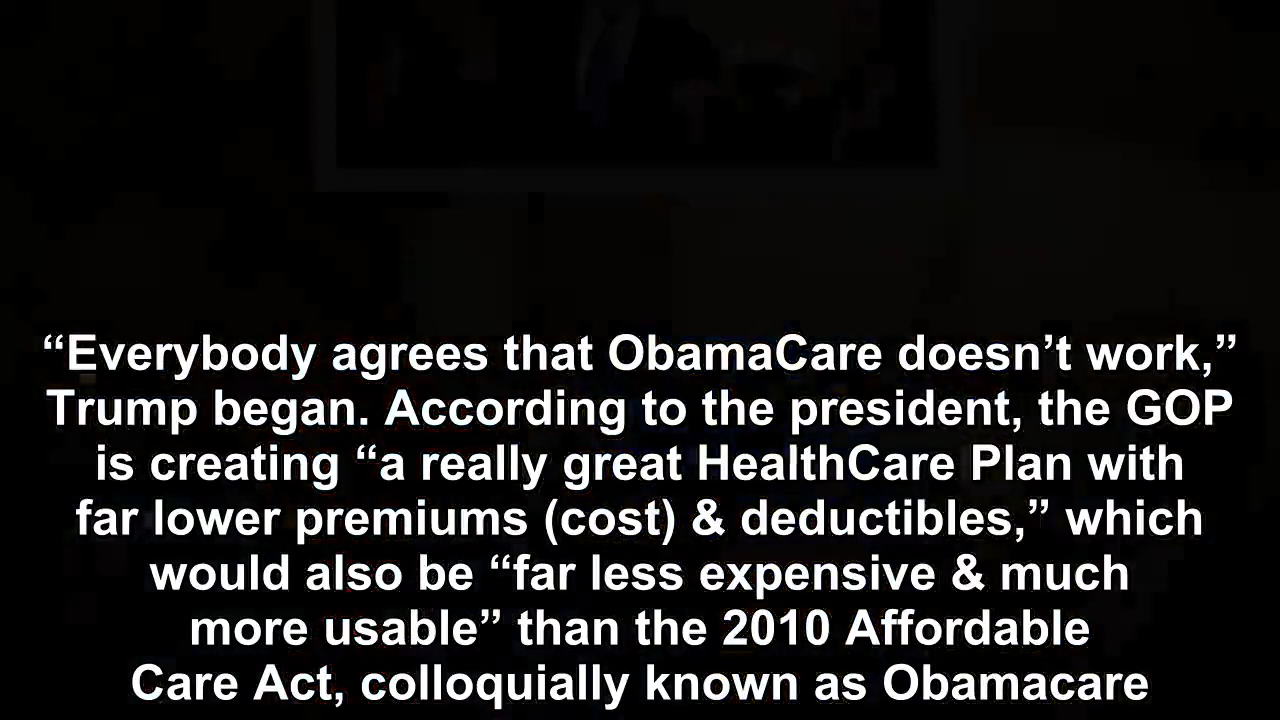 “Everybody agrees that ObamaCare doesn’t work,”
Trump began. According to the president, the GOP
is creating “a really great HealthCare Plan with
far lower premiums (cost) & deductibles,” which
would also be “far less expensive & much
more usable” than the 2010 Affordable
Care Act, colloquially known as Obamacare